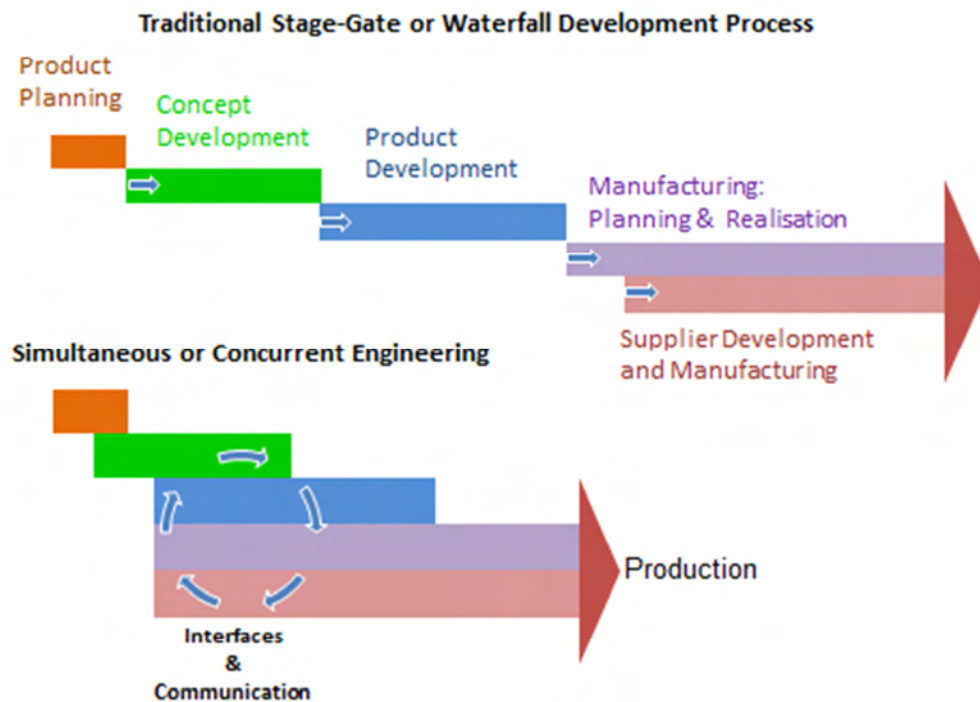 Traditional Stage-Gate or Waterfall Development Process
Product
Planning
Concept
Development
Product
Development
Manufacturing:
Planning & Realisation
Supplier Development
and Manufacturing
Simultaneous or Concurrent Engineering
Production
Interfaces
&
Communication